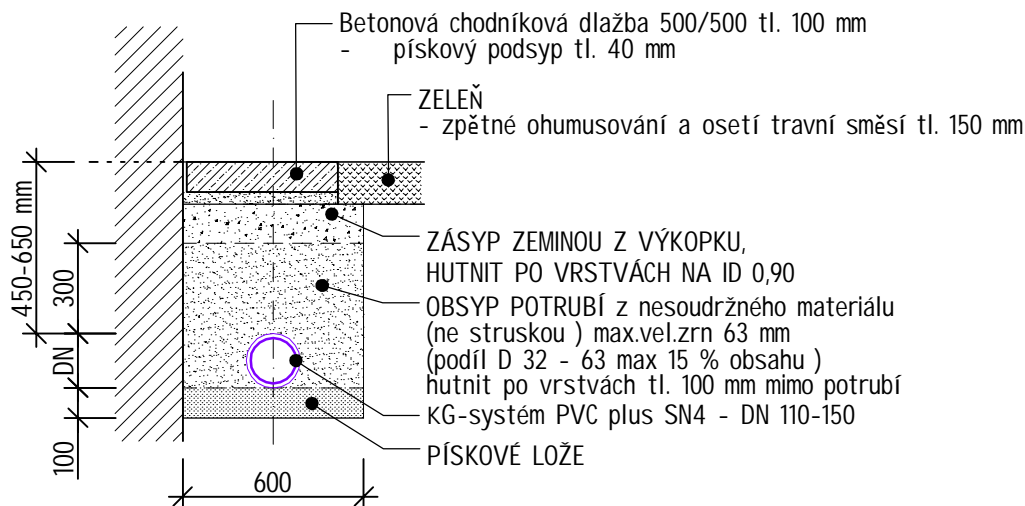 Betonová chodníková dlažba 500/500 tl. 100 mm
- pískový podsyp tl. 40 mm
ZELEŇ
- zpětné ohumusování a osetí travní směsí tl. 150 mm
ZÁSYP ZEMINOU Z VÝKOPKU,
HUTNIT PO VRSTVÁCH NA ID 0,90
OBSYP POTRUBÍ z nesoudržného materiálu
(ne struskou ) max.vel.zrn 63 mm
(podíl D 32 - 63 max 15 % obsahu )
hutnit po vrstvách tl. 100 mm mimo potrubí
KG-systém PVC plus SN4 - DN 110-150
PÍSKOVÉ LOŽE
450-650 mm
300
DN
100
600